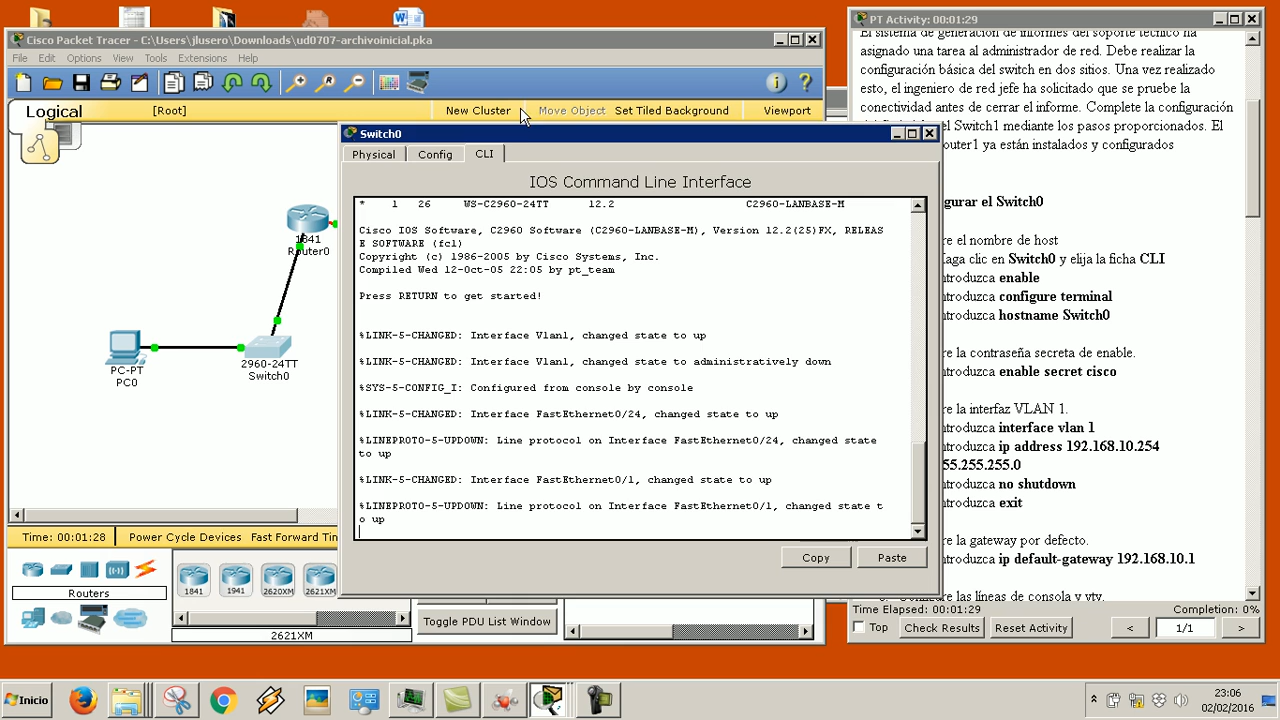 Cisco Packet Tracer - C:\Users\jlusero\Downloads\ud0707-archivoinicial.pka
File Edit Options View Tools Extensions Help
Logical
[Root]
New Cluster
Move Object
Set Tiled Background
Viewport
1841
Router0
PC-PT
PC0
2960-24TT
Switch0
Time: 00:01:28
Power Cycle Devices
Fast Forward Tim
Routers
1841
1941
2620XM
2621XM
2621XM
Toggle PDU List Window
Switch0
Physical
Config
CLI
IOS Command Line Interface
* 1 26 WS-C2960-24TT 12.2 C2960-LANBASE-M
Cisco IOS Software, C2960 Software (C2960-LANBASE-M), Version 12.2(25)FX, RELEAS
E SOFTWARE (fc1)
Copyright (c) 1986-2005 by Cisco Systems, Inc.
Compiled Wed 12-Oct-05 22:05 by pt_team
Press RETURN to get started!
%LINK-5-CHANGED: Interface Vlan1, changed state to up
%LINK-5-CHANGED: Interface Vlan1, changed state to administratively down
%SYS-5-CONFIG_I: Configured from console by console
%LINK-5-CHANGED: Interface FastEthernet0/24, changed state to up
%LINEPROTO-5-UPDOWN: Line protocol on Interface FastEthernet0/24, changed state
to up
%LINK-5-CHANGED: Interface FastEthernet0/1, changed state to up
%LINEPROTO-5-UPDOWN: Line protocol on Interface FastEthernet0/1, changed state t
o up
Copy
Paste
PT Activity: 00:01:29
El sistema de generación de informes del soporte técnico ha
asignado una tarea al administrador de red. Debe realizar la
configuración básica del switch en dos sitios. Una vez realizado
esto, el ingeniero de red jefe ha solicitado que se pruebe la
conectividad antes de cerrar el informe. Complete la configuración
el Switch1 mediante los pasos proporcionados. El
outer1 ya están instalados y configurados
gurar el Switch0
re el nombre de host
laga clic en Switch0 y elija la ficha CLI
ntroduzca enable
ntroduzca configure terminal
ntroduzca hostname Switch0
re la contraseña secreta de enable.
ntroduzca enable secret cisco
re la interfaz VLAN 1.
ntroduzca interface vlan 1
ntroduzca ip address 192.168.10.254
55.255.255.0
ntroduzca no shutdown
ntroduzca exit
re la gateway por defecto.
ntroduzca ip default-gateway 192.168.10.1
las líneas de consola y vty.
Time Elapsed: 00:01:29
Completion: 0%
Top
Check Results
Reset Activity
<
1/1
>
Inicio
23:06
02/02/2016